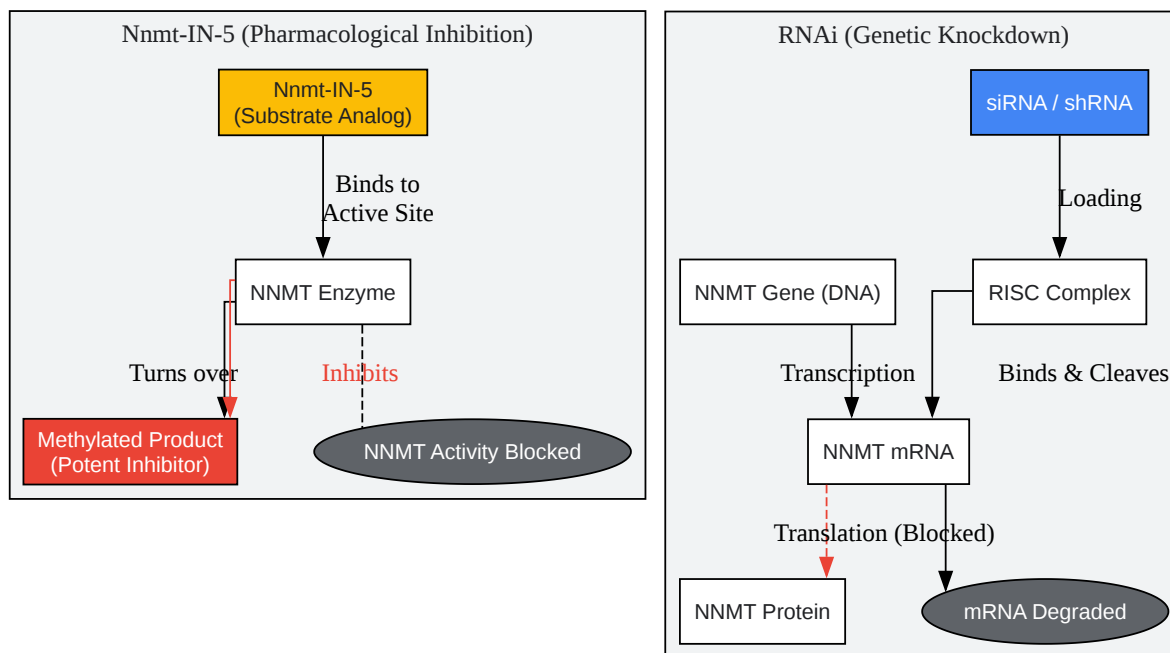 Nnmt-IN-5 (Pharmacological Inhibition)
Nnmt-IN-5
(Substrate Analog)
Binds to
Active Site
NNMT Enzyme
Turns over
Inhibits
Methylated Product
(Potent Inhibitor)
NNMT Activity Blocked
RNAi (Genetic Knockdown)
siRNA / shRNA
Loading
NNMT Gene (DNA)
RISC Complex
Transcription
Binds & Cleaves
NNMT mRNA
Translation (Blocked)
NNMT Protein
mRNA Degraded